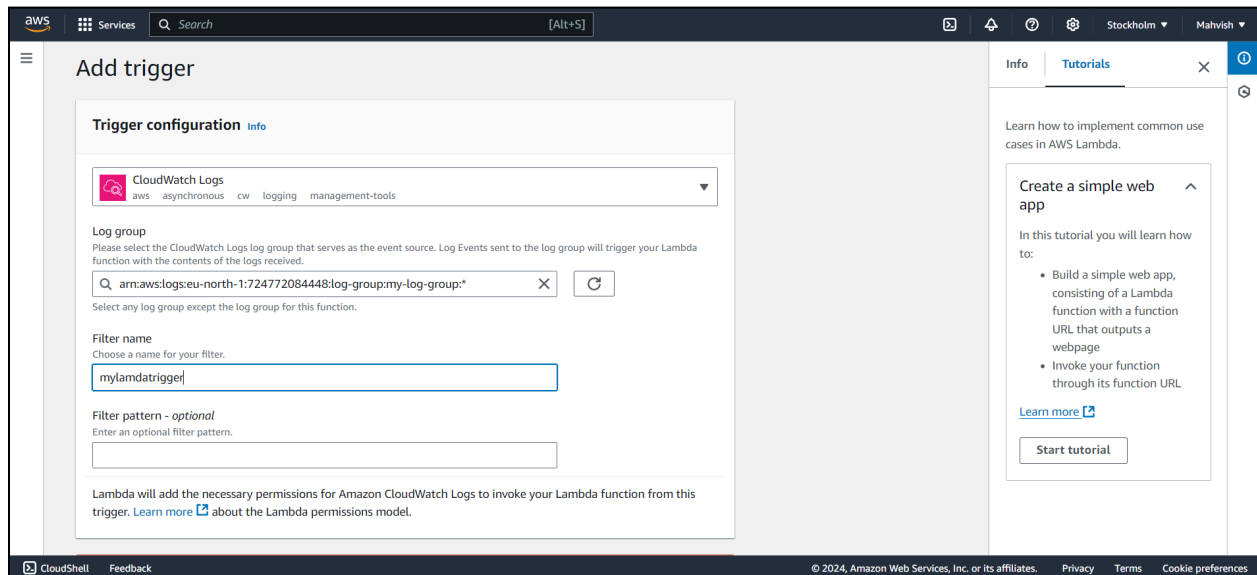 aws Services Search [Alt+S] Stockholm ▼ Mahvish ▼
Add trigger
Trigger configuration Info
CloudWatch Logs
aws asynchronous cw logging management-tools
Log group
Please select the CloudWatch Logs log group that serves as the event source. Log Events sent to the log group will trigger your Lambda
function with the contents of the logs received.
arn:aws:logs:eu-north-1:724772084448:log-group:my-log-group:*
Select any log group except the log group for this function.
Filter name
Choose a name for your filter.
mylamdatrigger
Filter pattern - optional
Enter an optional filter pattern.
Lambda will add the necessary permissions for Amazon CloudWatch Logs to invoke your Lambda function from this
trigger. Learn more about the Lambda permissions model.
Info Tutorials
Learn how to implement common use
cases in AWS Lambda.
Create a simple web
app
In this tutorial you will learn how
to:
• Build a simple web app,
consisting of a Lambda
function with a function
URL that outputs a
webpage
• Invoke your function
through its function URL
Learn more
Start tutorial
CloudShell Feedback © 2024, Amazon Web Services, Inc. or its affiliates. Privacy Terms Cookie preferences